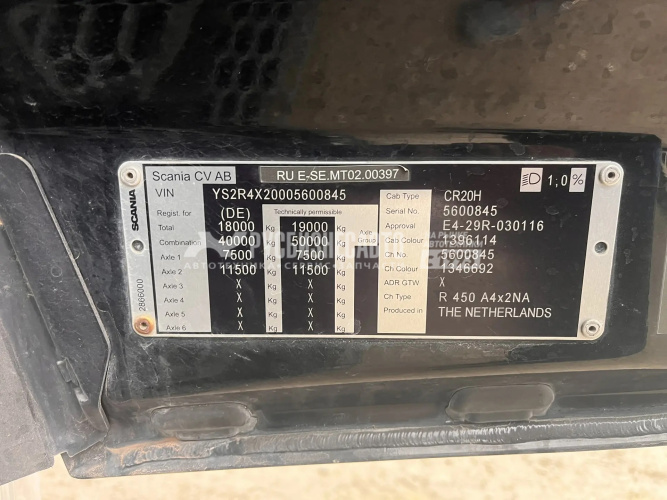 Scania CV AB
RU E-SE.MT02.00397
1,0%
VIN YS2R4X20005600845
Regist. for (DE) Technically permissible
Total 18000 Kg 19000 Kg
Combination 40000 Kg 50000 Kg
Axle 1 7500 Kg 7500 Kg
Axle 2 11500 Kg 11500 Kg
Axle 3 X Kg X Kg
Axle 4 X Kg X Kg
Axle 5 X Kg X Kg
Axle 6 X Kg X Kg
Axle Group
Cab Type CR20H
Serial No. 5600845
Approval E4-29R-030116
Cab Colour 1396114
Ch No. 5600845
Ch Colour 1346692
ADR GTW X
Ch Type R 450 A4x2NA
Produced in THE NETHERLANDS
SCANIA
2866000